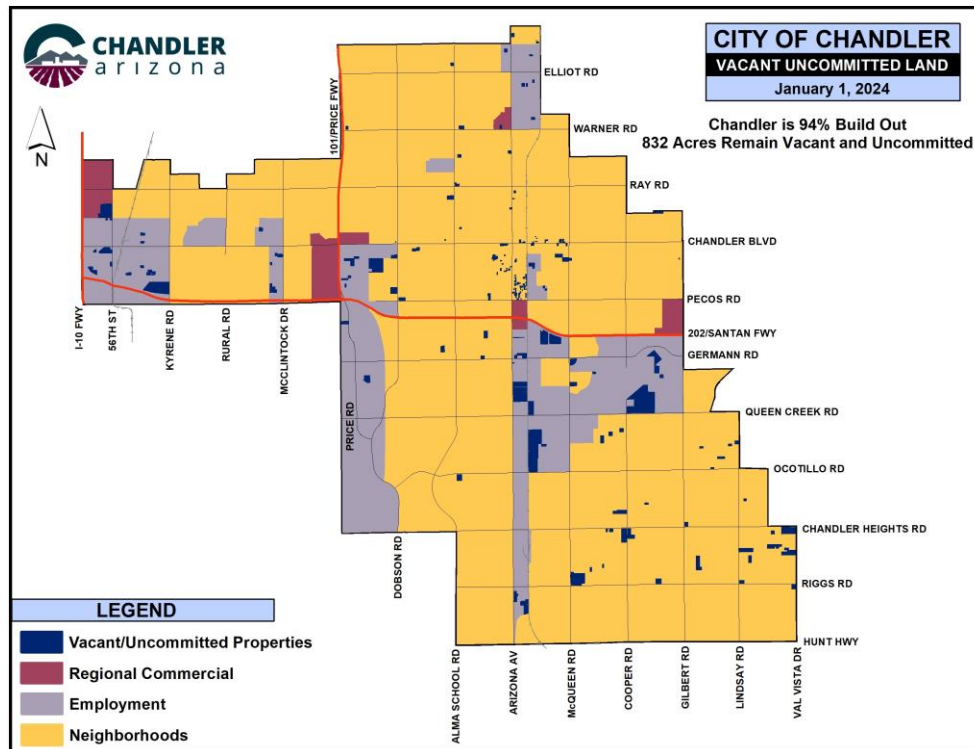 CHANDLER
arizona
CITY OF CHANDLER
VACANT UNCOMMITTED LAND
January 1, 2024
Chandler is 94% Build Out
832 Acres Remain Vacant and Uncommitted
N
101/PRICE FWY
ELLIOT RD
WARNER RD
RAY RD
CHANDLER BLVD
PECOS RD
202/SANTAN FWY
GERMANN RD
QUEEN CREEK RD
OCOTILLO RD
CHANDLER HEIGHTS RD
RIGGS RD
HUNT HWY
I-10 FWY
56TH ST
KYRENE RD
RURAL RD
MCCLINTOCK DR
PRICE RD
DOBSON RD
ALMA SCHOOL RD
ARIZONA AV
McQUEEN RD
COOPER RD
GILBERT RD
LINDSAY RD
VAL VISTA DR
LEGEND
Vacant/Uncommitted Properties
Regional Commercial
Employment
Neighborhoods